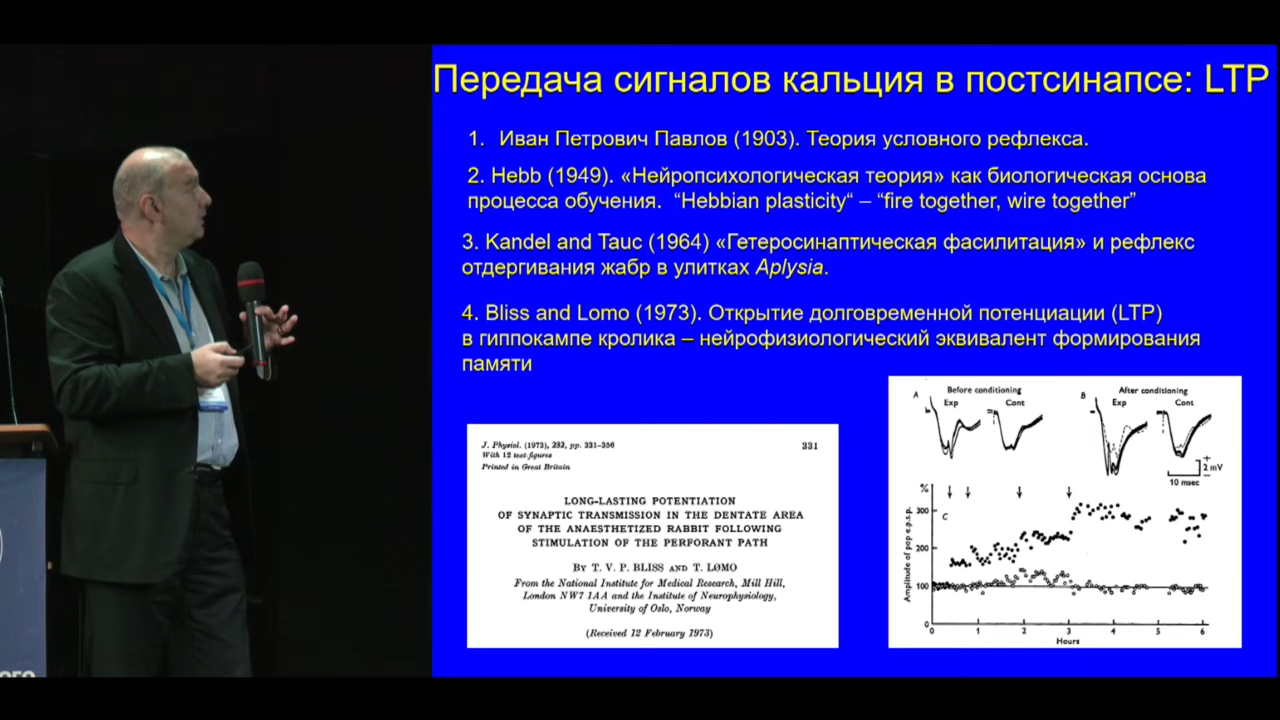 Передача сигналов кальция в постсинапсе: LTP
1. Иван Петрович Павлов (1903). Теория условного рефлекса.
2. Hebb (1949). «Нейропсихологическая теория» как биологическая основа
процесса обучения. “Hebbian plasticity“ – “fire together, wire together”
3. Kandel and Tauc (1964) «Гетеросинаптическая фасилитация» и рефлекс
отдергивания жабр в улитках Aplysia.
4. Bliss and Lomo (1973). Открытие долговременной потенциации (LTP)
в гиппокампе кролика – нейрофизиологический эквивалент формирования
памяти
J. Physiol. (1973), 232, pp. 331–356
331
With 12 text-figures
Printed in Great Britain
LONG-LASTING POTENTIATION
OF SYNAPTIC TRANSMISSION IN THE DENTATE AREA
OF THE ANAESTHETIZED RABBIT FOLLOWING
STIMULATION OF THE PERFORANT PATH
By T. V. P. BLISS AND T. LØMO
From the National Institute for Medical Research, Mill Hill,
London NW7 1AA and the Institute of Neurophysiology,
University of Oslo, Norway
(Received 12 February 1973)
A
Before conditioning
Exp
Cont
B
After conditioning
Exp
Cont
2 mV
10 msec
%
C
300
200
100
0
Amplitude of pop e.p.s.p.
0 1 2 3 4 5 6
Hours